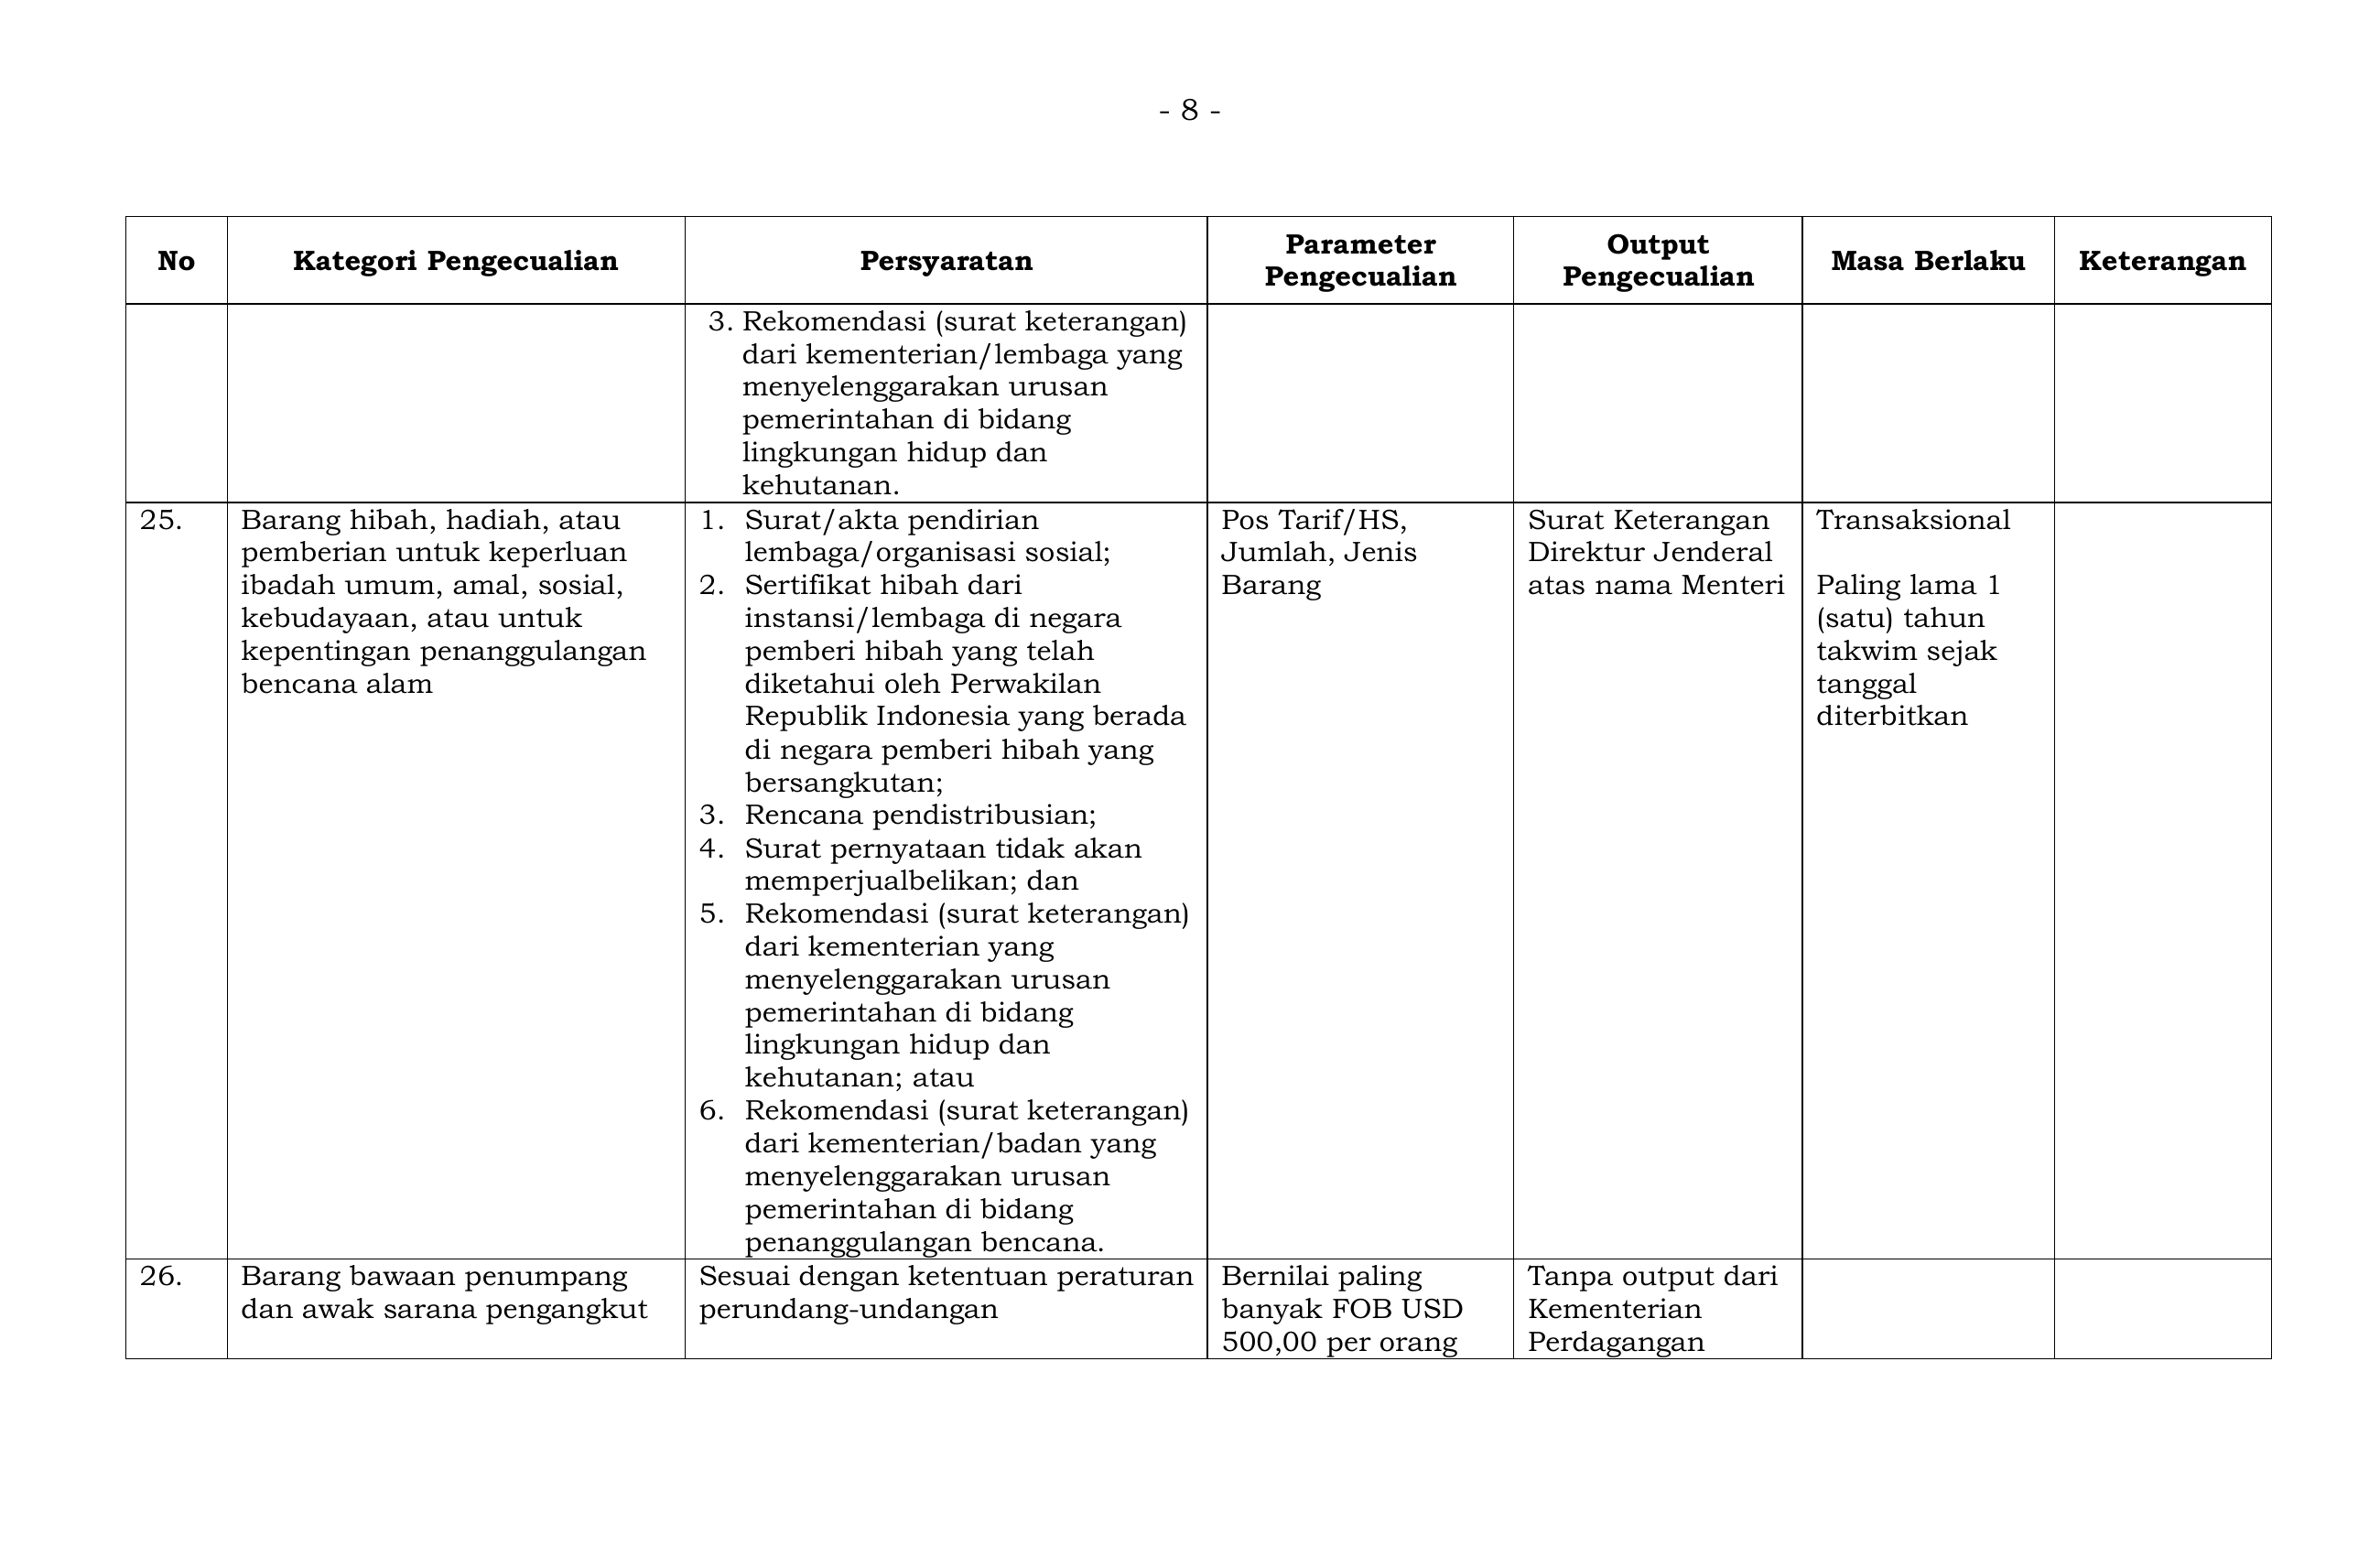 - 8 -
No
Kategori Pengecualian
Persyaratan
Parameter
Pengecualian
Output
Pengecualian
Masa Berlaku
Keterangan
3. Rekomendasi (surat keterangan)
dari kementerian/lembaga yang
menyelenggarakan urusan
pemerintahan di bidang
lingkungan hidup dan
kehutanan.
25.
Barang hibah, hadiah, atau
pemberian untuk keperluan
ibadah umum, amal, sosial,
kebudayaan, atau untuk
kepentingan penanggulangan
bencana alam
1. Surat/akta pendirian
lembaga/organisasi sosial;
2. Sertifikat hibah dari
instansi/lembaga di negara
pemberi hibah yang telah
diketahui oleh Perwakilan
Republik Indonesia yang berada
di negara pemberi hibah yang
bersangkutan;
3. Rencana pendistribusian;
4. Surat pernyataan tidak akan
memperjualbelikan; dan
5. Rekomendasi (surat keterangan)
dari kementerian yang
menyelenggarakan urusan
pemerintahan di bidang
lingkungan hidup dan
kehutanan; atau
6. Rekomendasi (surat keterangan)
dari kementerian/badan yang
menyelenggarakan urusan
pemerintahan di bidang
penanggulangan bencana.
Pos Tarif/HS,
Jumlah, Jenis
Barang
Surat Keterangan
Direktur Jenderal
atas nama Menteri
Transaksional
Paling lama 1
(satu) tahun
takwim sejak
tanggal
diterbitkan
26.
Barang bawaan penumpang
dan awak sarana pengangkut
Sesuai dengan ketentuan peraturan
perundang-undangan
Bernilai paling
banyak FOB USD
500,00 per orang
Tanpa output dari
Kementerian
Perdagangan